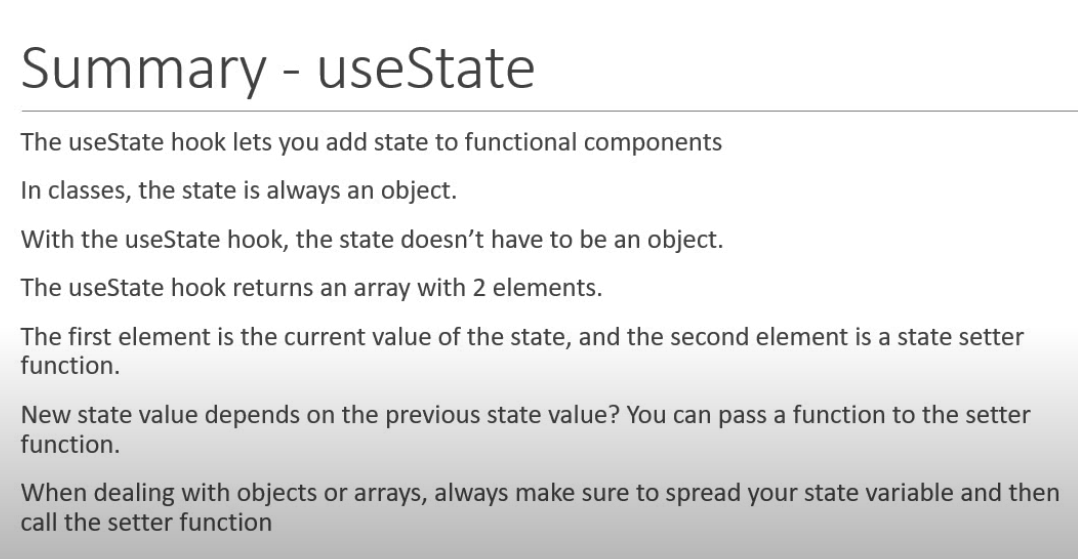 Summary - useState
The useState hook lets you add state to functional components
In classes, the state is always an object.
With the useState hook, the state doesn’t have to be an object.
The useState hook returns an array with 2 elements.
The first element is the current value of the state, and the second element is a state setter
function.
New state value depends on the previous state value? You can pass a function to the setter
function.
When dealing with objects or arrays, always make sure to spread your state variable and then
call the setter function